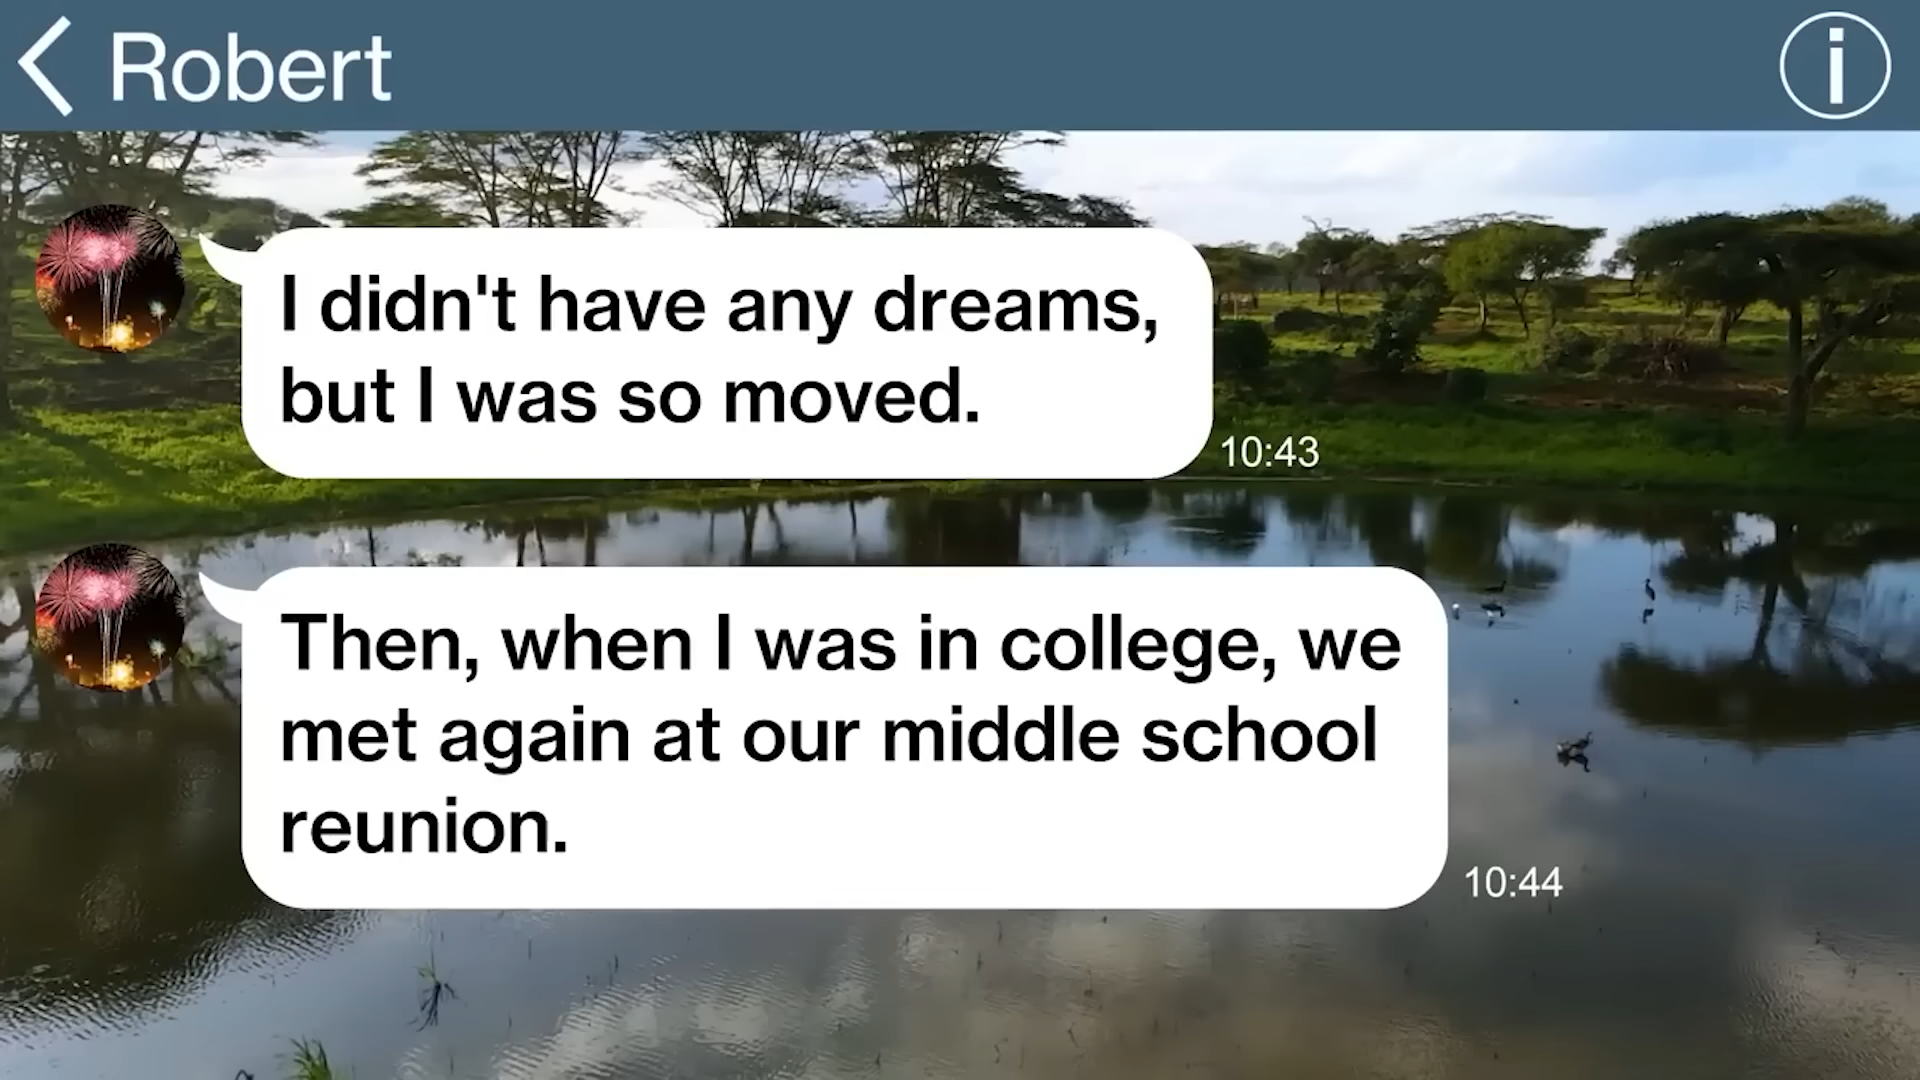 Robert
I didn't have any dreams,
but I was so moved.
10:43
Then, when I was in college, we
met again at our middle school
reunion.
10:44